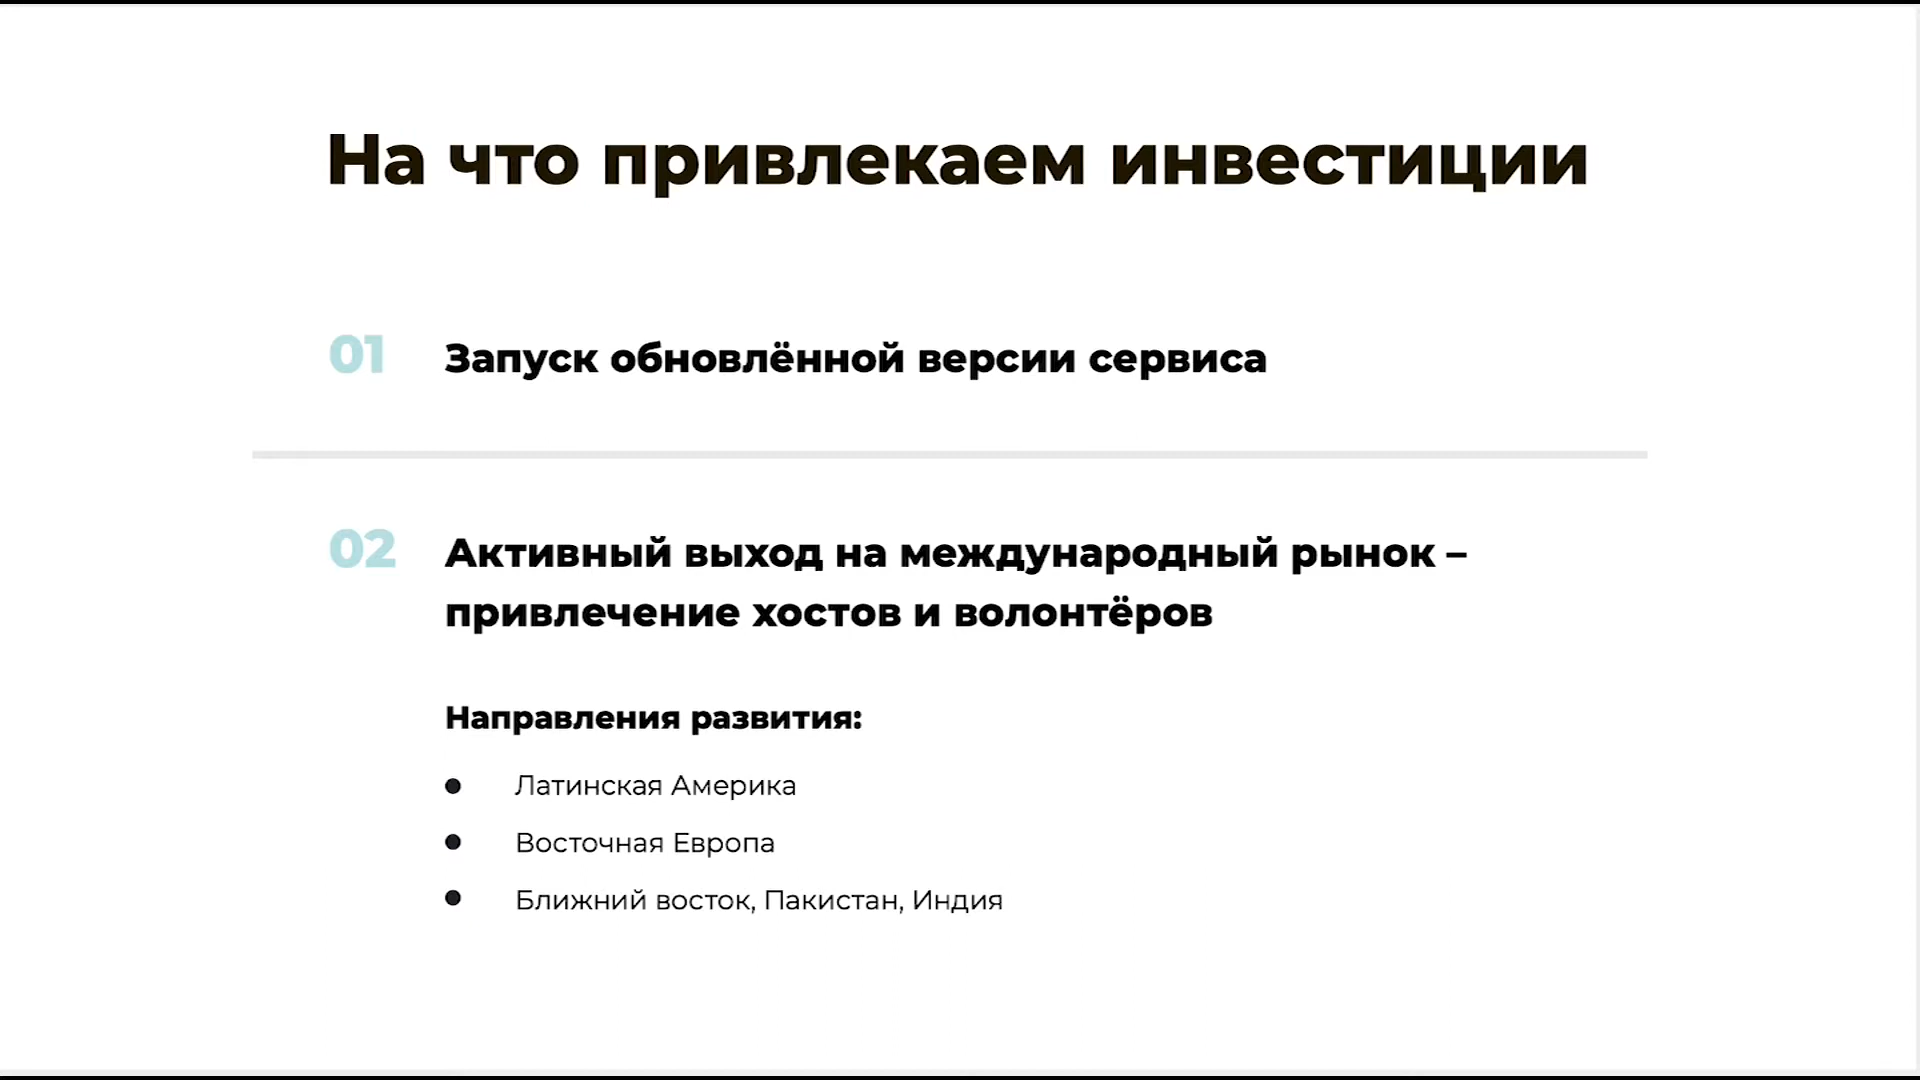 На что привлекаем инвестиции
01 Запуск обновлённой версии сервиса
02 Активный выход на международный рынок –
привлечение хостов и волонтёров
Направления развития:
● Латинская Америка
● Восточная Европа
● Ближний восток, Пакистан, Индия